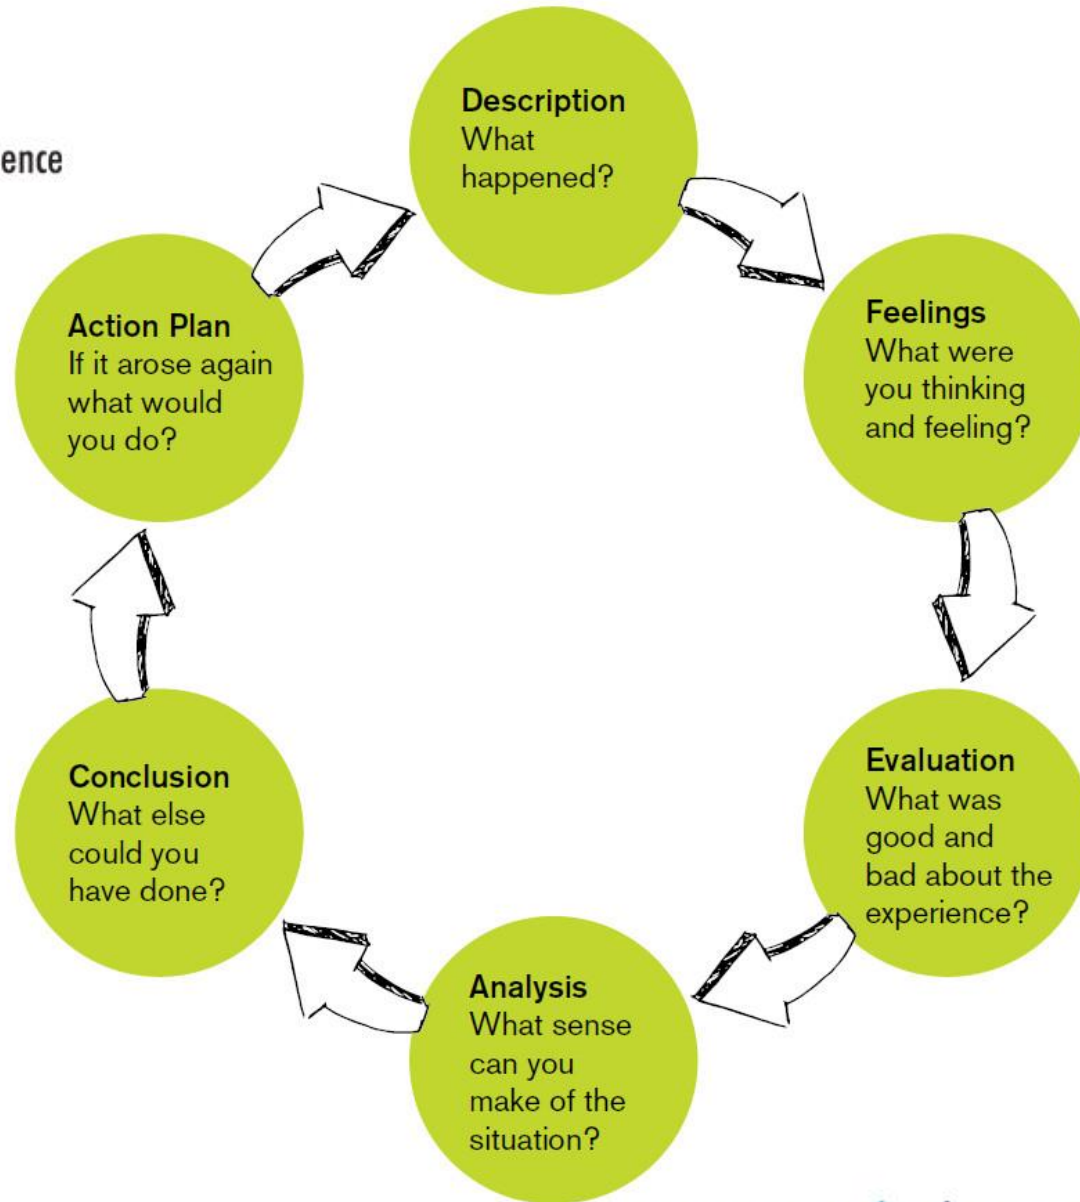 ence
Description
What
happened?
Feelings
What were
you thinking
and feeling?
Evaluation
What was
good and
bad about the
experience?
Analysis
What sense
can you
make of the
situation?
Conclusion
What else
could you
have done?
Action Plan
If it arose again
what would
you do?